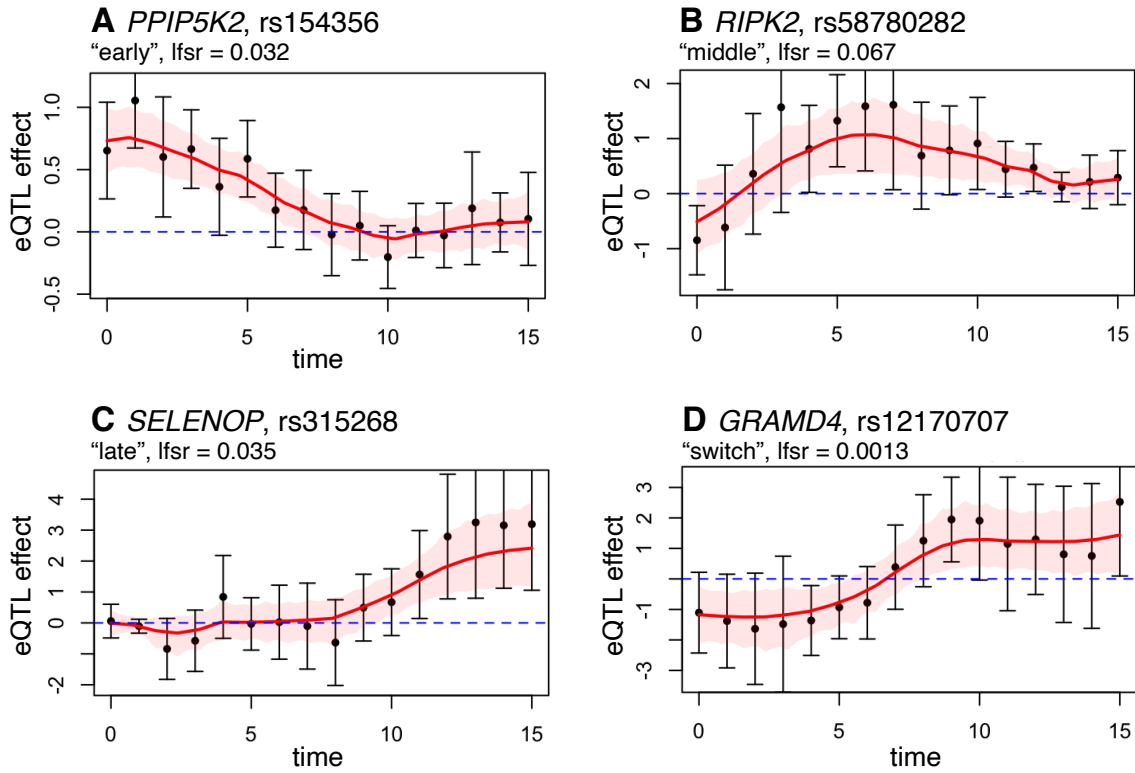 A PPIP5K2, rs154356
“early”, lfsr = 0.032
eQTL effect
1.0
0.5
0.0
-0.5
0 5 10 15
time
B RIPK2, rs58780282
“middle”, lfsr = 0.067
eQTL effect
2
1
0
-1
0 5 10 15
C SELENOP, rs315268
“late”, lfsr = 0.035
eQTL effect
4
3
2
1
0
-2
0 5 10 15
time
D GRAMD4, rs12170707
“switch”, lfsr = 0.0013
eQTL effect
3
2
1
-1
-3
0 5 10 15
time